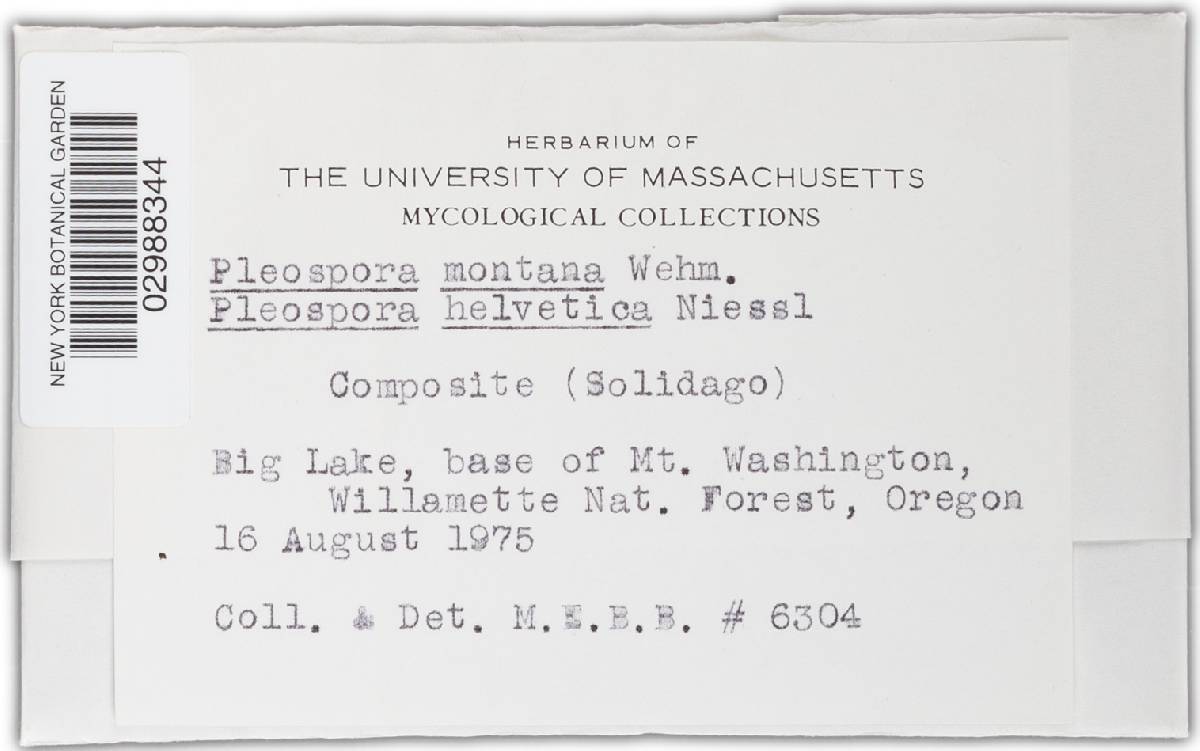 NEW YORK BOTANICAL GARDEN
02988344
HERBARIUM OF
THE UNIVERSITY OF MASSACHUSETTS
MYCOLOGICAL COLLECTIONS
Pleospora montana Wehm.
Pleospora helvetica Niessl
Composite (Solidago)
Big Lake, base of Mt. Washington,
Willamette Nat. Forest, Oregon
16 August 1975
Coll. & Det. M.E.B.B. # 6304